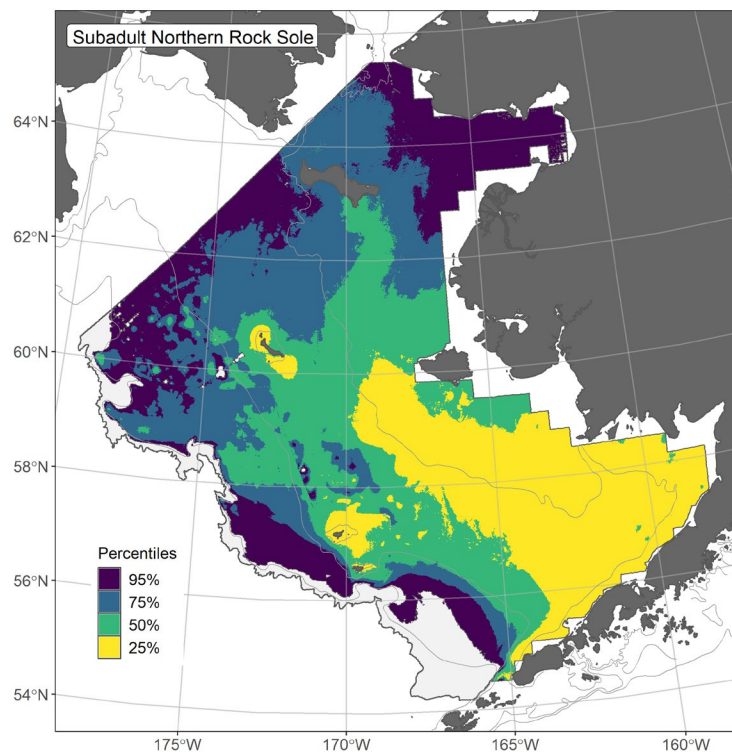 Subadult Northern Rock Sole
64°N
62°N
60°N
58°N
56°N
54°N
Percentiles
95%
75%
50%
25%
175°W
170°W
165°W
160°W